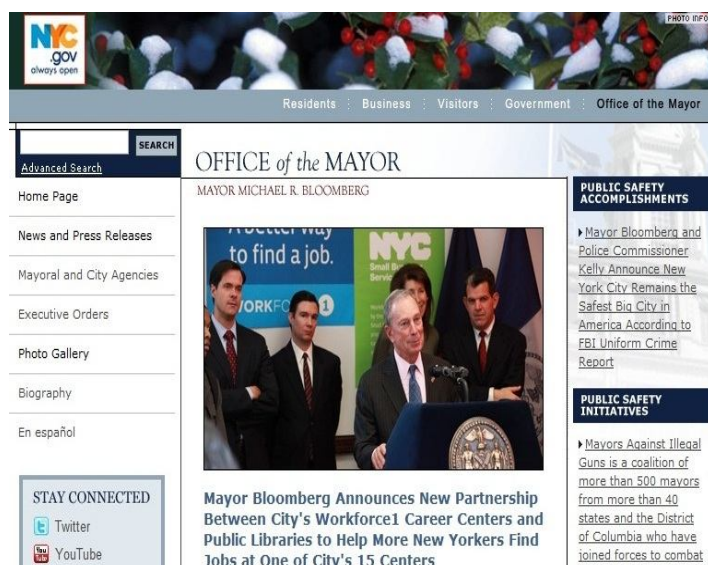 PHOTO INFO
NYC
.gov
always open
Residents Business Visitors Government Office of the Mayor
SEARCH
Advanced Search
Home Page
News and Press Releases
Mayoral and City Agencies
Executive Orders
Photo Gallery
Biography
En español
STAY CONNECTED
Twitter
You Tube
YouTube
OFFICE of the MAYOR
MAYOR MICHAEL R. BLOOMBERG
A better way
to find a job.
WORKFO 1
NYC
Small Bus
Service
Mayor Bloomberg Announces New Partnership
Between City's Workforce1 Career Centers and
Public Libraries to Help More New Yorkers Find
Jobs at One of City's 15 Centers
PUBLIC SAFETY
ACCOMPLISHMENTS
Mayor Bloomberg and
Police Commissioner
Kelly Announce New
York City Remains the
Safest Big City in
America According to
FBI Uniform Crime
Report
PUBLIC SAFETY
INITIATIVES
Mayors Against Illegal
Guns is a coalition of
more than 500 mayors
from more than 40
states and the District
of Columbia who have
joined forces to combat